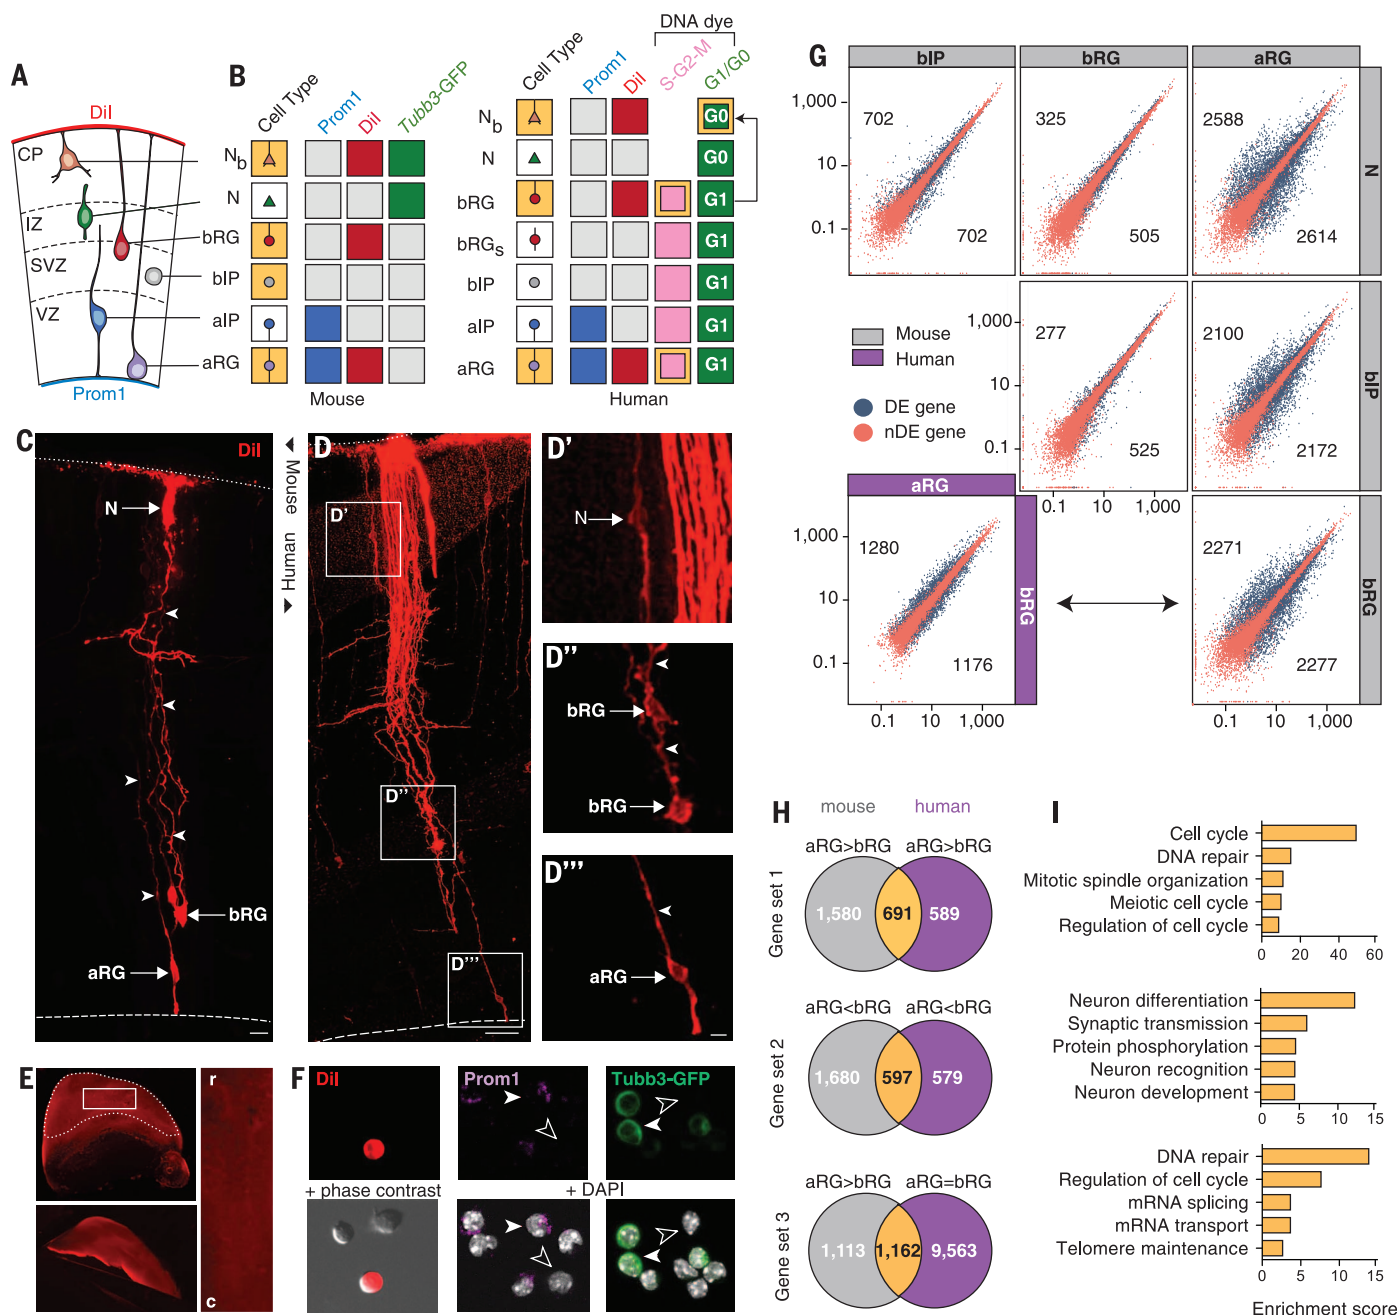 A
DiI
CP
IZ
SVZ
VZ
Prom1
B
Cell Type
Prom1
DiI
Tubb3-GFP
Nb
N
bRG
bIP
aIP
aRG
Mouse
DNA dye
Cell Type
Prom1
DiI
S-G2-M
G1/G0
Nb
G0
N
G0
bRG
G1
bRGS
G1
bIP
G1
aIP
G1
aRG
G1
Human
C
DiI
N
bRG
aRG
Mouse
Human
D
D'
D''
D'''
D'
N
D''
bRG
bRG
D'''
aRG
E
r
c
F
DiI
Prom1
Tubb3-GFP
+ phase contrast
+ DAPI
G
bIP
bRG
aRG
1,000
10
0.1
702
702
325
505
2588
2614
N
Mouse
Human
DE gene
nDE gene
1,000
10
0.1
277
525
0.1
10
1,000
2100
2172
bIP
aRG
1,000
10
0.1
1280
1176
0.1
10
1,000
bRG
2271
2277
0.1
10
1,000
bRG
H
mouse
human
Gene set 1
aRG>bRG
aRG>bRG
1,580
691
589
Gene set 2
aRG<bRG
aRG<bRG
1,680
597
579
Gene set 3
aRG>bRG
aRG=bRG
1,113
1,162
9,563
I
Cell cycle
DNA repair
Mitotic spindle organization
Meiotic cell cycle
Regulation of cell cycle
0 20 40 60
Neuron differentiation
Synaptic transmission
Protein phosphorylation
Neuron recognition
Neuron development
0 5 10 15
DNA repair
Regulation of cell cycle
mRNA splicing
mRNA transport
Telomere maintenance
0 5 10 15
Enrichment score